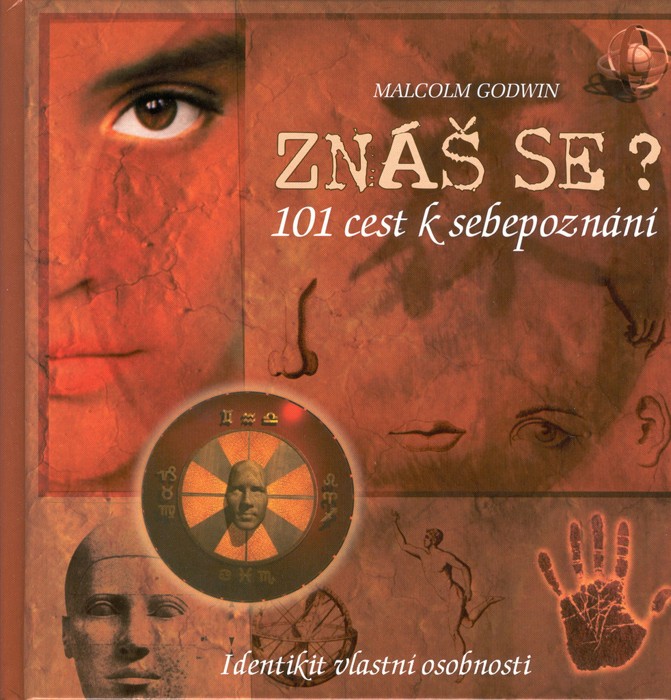 MALCOLM GODWIN
ZNÁŠ SE?
101 cest k sebepoznání
Identikit vlastní osobnosti